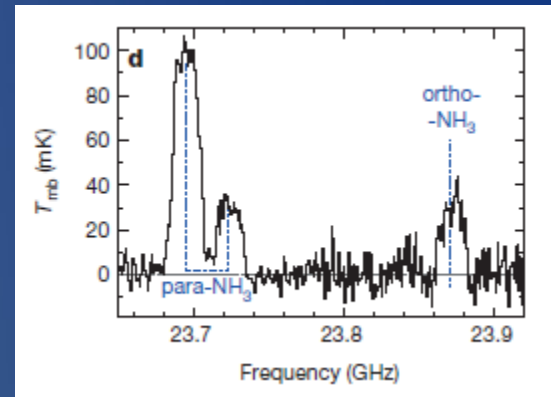 d
100
80
60
40
20
0
T_mb (mK)
ortho-
-NH₃
para-NH₃
23.7
23.8
23.9
Frequency (GHz)